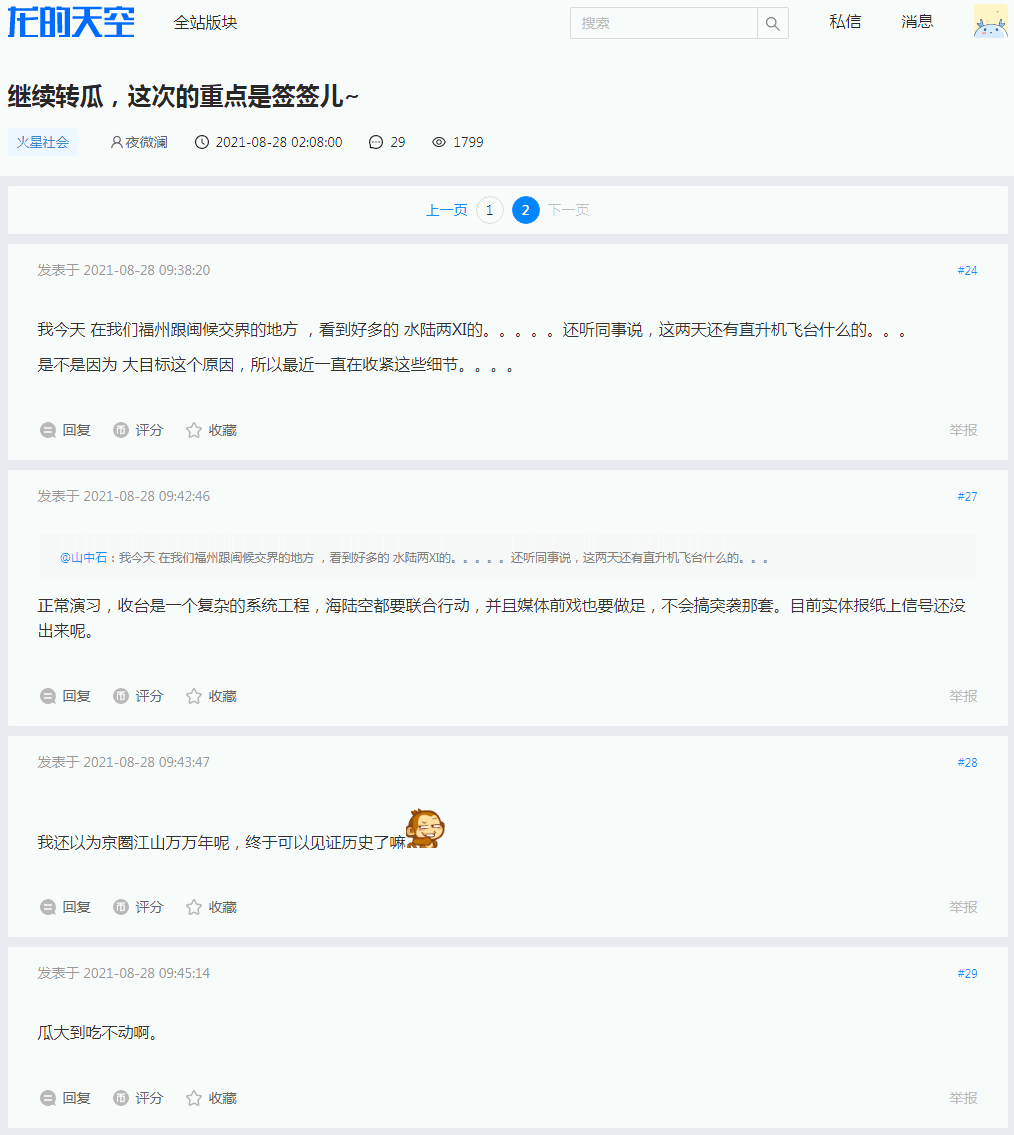 龙的天空
全站版块
搜索
私信
消息
继续转瓜，这次的重点是签签儿~
火星社会 夜微澜 2021-08-28 02:08:00 29 1799
上一页 1 2 下一页
发表于 2021-08-28 09:38:20 #24
我今天 在我们福州跟闽候交界的地方 ，看到好多的 水陆两XI的。。。。。还听同事说，这两天还有直升机飞台什么的。。。
是不是因为 大目标这个原因，所以最近一直在收紧这些细节。。。。
回复 评分 收藏 举报
发表于 2021-08-28 09:42:46 #27
@山中石：我今天 在我们福州跟闽候交界的地方 ，看到好多的 水陆两XI的。。。。。还听同事说，这两天还有直升机飞台什么的。。。
正常演习，收台是一个复杂的系统工程，海陆空都要联合行动，并且媒体前戏也要做足，不会搞突袭那套。目前实体报纸上信号还没
出来呢。
回复 评分 收藏 举报
发表于 2021-08-28 09:43:47 #28
我还以为京圈江山万万年呢，终于可以见证历史了嘛
回复 评分 收藏 举报
发表于 2021-08-28 09:45:14 #29
瓜大到吃不动啊。
回复 评分 收藏 举报